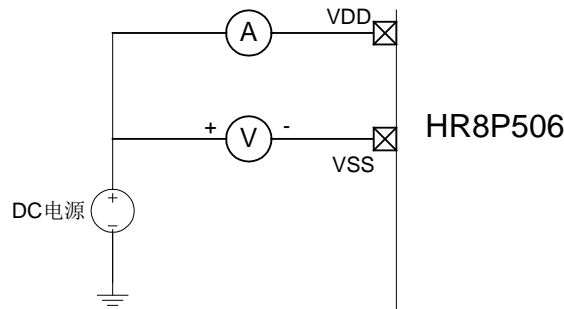 VDD
A
HR8P506
+ V -
VSS
DC电源
+
-